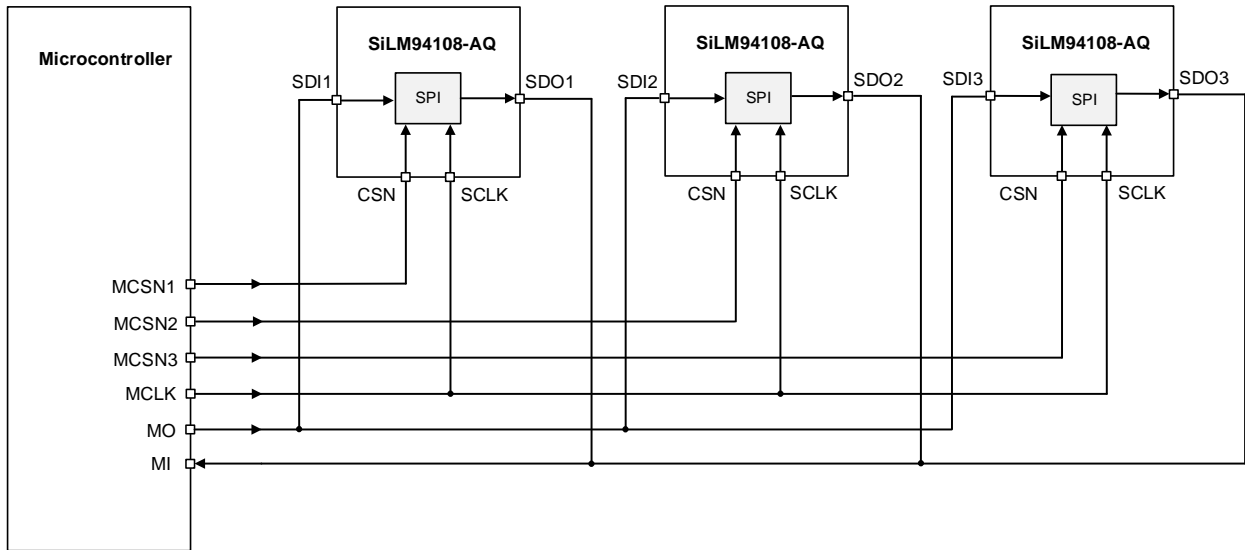 SiLM94108-AQ
SiLM94108-AQ
SiLM94108-AQ
Microcontroller
SDI1
SPI
SDO1
SDI2
SPI
SDO2
SDI3
SPI
SDO3
CSN
SCLK
CSN
SCLK
CSN
SCLK
MCSN1
MCSN2
MCSN3
MCLK
MO
MI